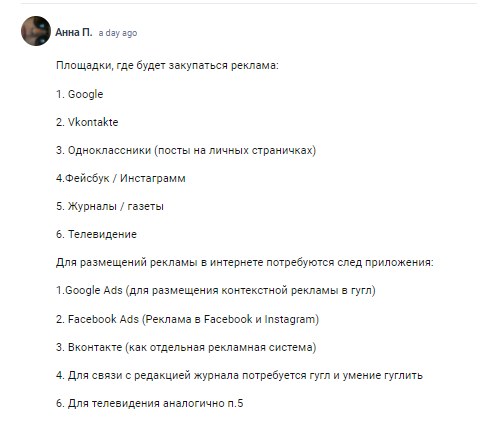 Анна П. a day ago
Площадки, где будет закупаться реклама:
1. Google
2. Vkontakte
3. Одноклассники (посты на личных страничках)
4.Фейсбук / Инстаграмм
5. Журналы / газеты
6. Телевидение
Для размещений рекламы в интернете потребуются след приложения:
1.Google Ads (для размещения контекстной рекламы в гугл)
2. Facebook Ads (Реклама в Facebook и Instagram)
3. Вконтакте (как отдельная рекламная система)
4. Для связи с редакцией журнала потребуется гугл и умение гуглить
6. Для телевидения аналогично п.5